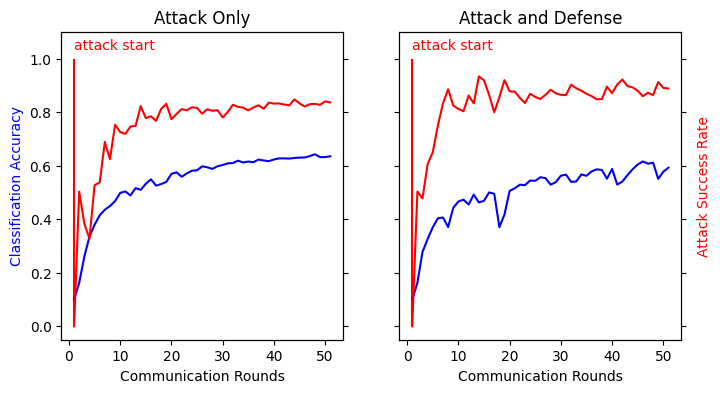 Attack Only
Attack and Defense
attack start
attack start
1.0
0.8
0.6
0.4
0.2
0.0
Classification Accuracy
Attack Success Rate
0 10 20 30 40 50
0 10 20 30 40 50
Communication Rounds
Communication Rounds